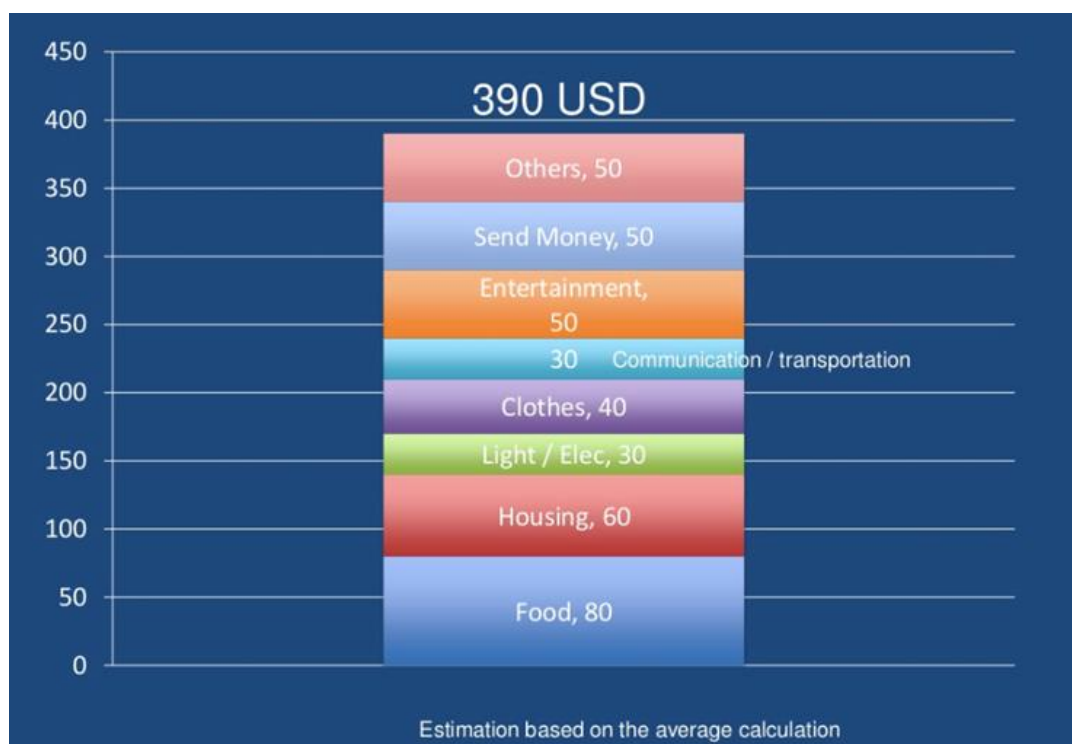 450
400
350
300
250
200
150
100
50
0
390 USD
Others, 50
Send Money, 50
Entertainment,
50
30 Communication / transportation
Clothes, 40
Light / Elec, 30
Housing, 60
Food, 80
Estimation based on the average calculation